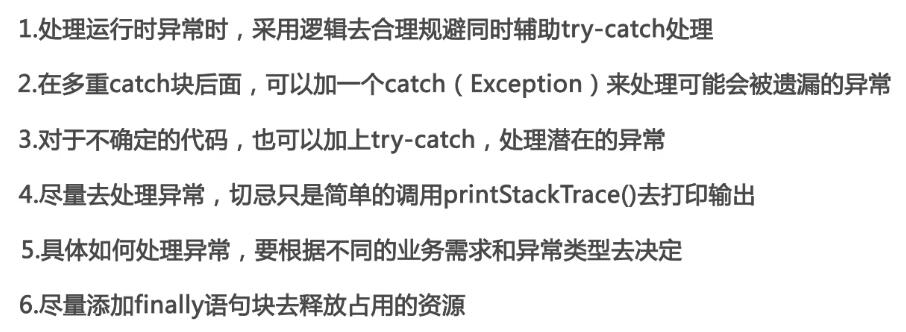 1.处理运行时异常时，采用逻辑去合理规避同时辅助try-catch处理
2.在多重catch块后面，可以加一个catch（Exception）来处理可能会被遗漏的异常
3.对于不确定的代码，也可以加上try-catch，处理潜在的异常
4.尽量去处理异常，切忌只是简单的调用printStackTrace()去打印输出
5.具体如何处理异常，要根据不同的业务需求和异常类型去决定
6.尽量添加finally语句块去释放占用的资源